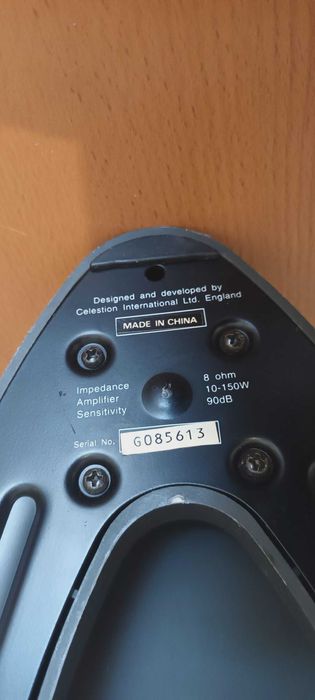 Designed and developed by
Celestion International Ltd. England
MADE IN CHINA
Impedance 8 ohm
Amplifier 10-150W
Sensitivity 90dB
Serial No. G085613